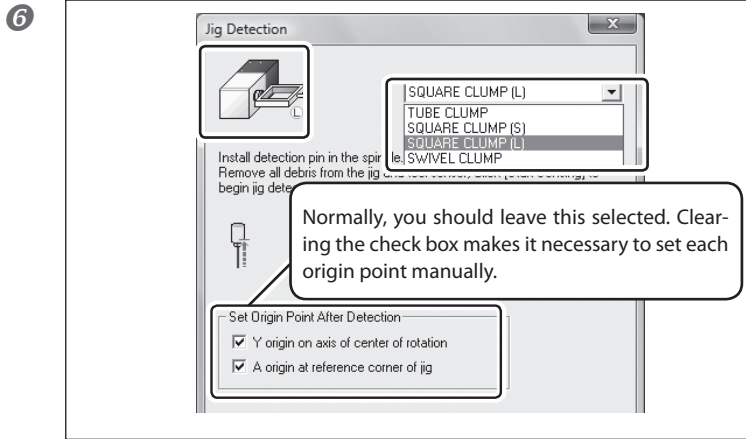 6
Jig Detection
x
SQUARE CLUMP (L)
TUBE CLUMP
SQUARE CLUMP (S)
SQUARE CLUMP (L)
SWIVEL CLUMP
L
Install detection pin in the
Remove all debris from the jig
begin jig
Normally, you should leave this selected. Clear-
ing the check box makes it necessary to set each
origin point manually.
Set Origin Point After Detection
Y origin on axis of center of rotation
A origin at reference corner of jig